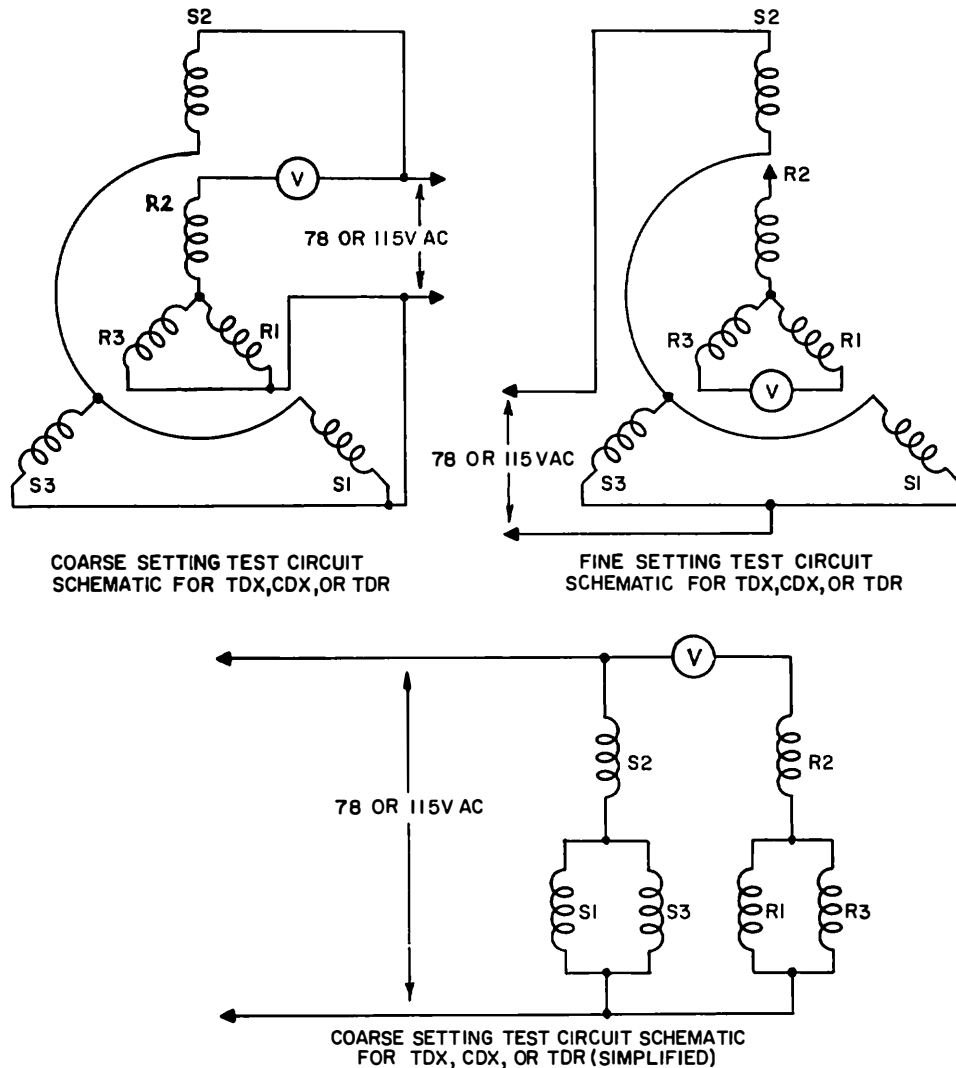 S2
V
R2
78 OR 115V AC
R3
R1
S3
S1
COARSE SETTING TEST CIRCUIT
SCHEMATIC FOR TDX,CDX,OR TDR
S2
R2
R3
R1
V
78 OR 115VAC
S3
S1
FINE SETTING TEST CIRCUIT
SCHEMATIC FOR TDX,CDX, OR TDR
V
S2
R2
78 OR 115V AC
S1
S3
R1
R3
COARSE SETTING TEST CIRCUIT SCHEMATIC
FOR TDX, CDX, OR TDR (SIMPLIFIED)